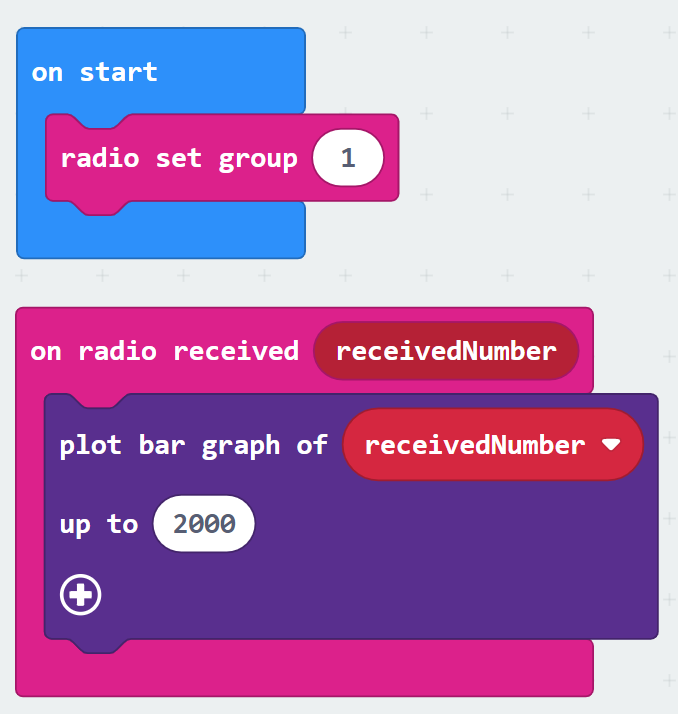 on start
radio set group 1
on radio received receivedNumber
plot bar graph of receivedNumber
up to 2000